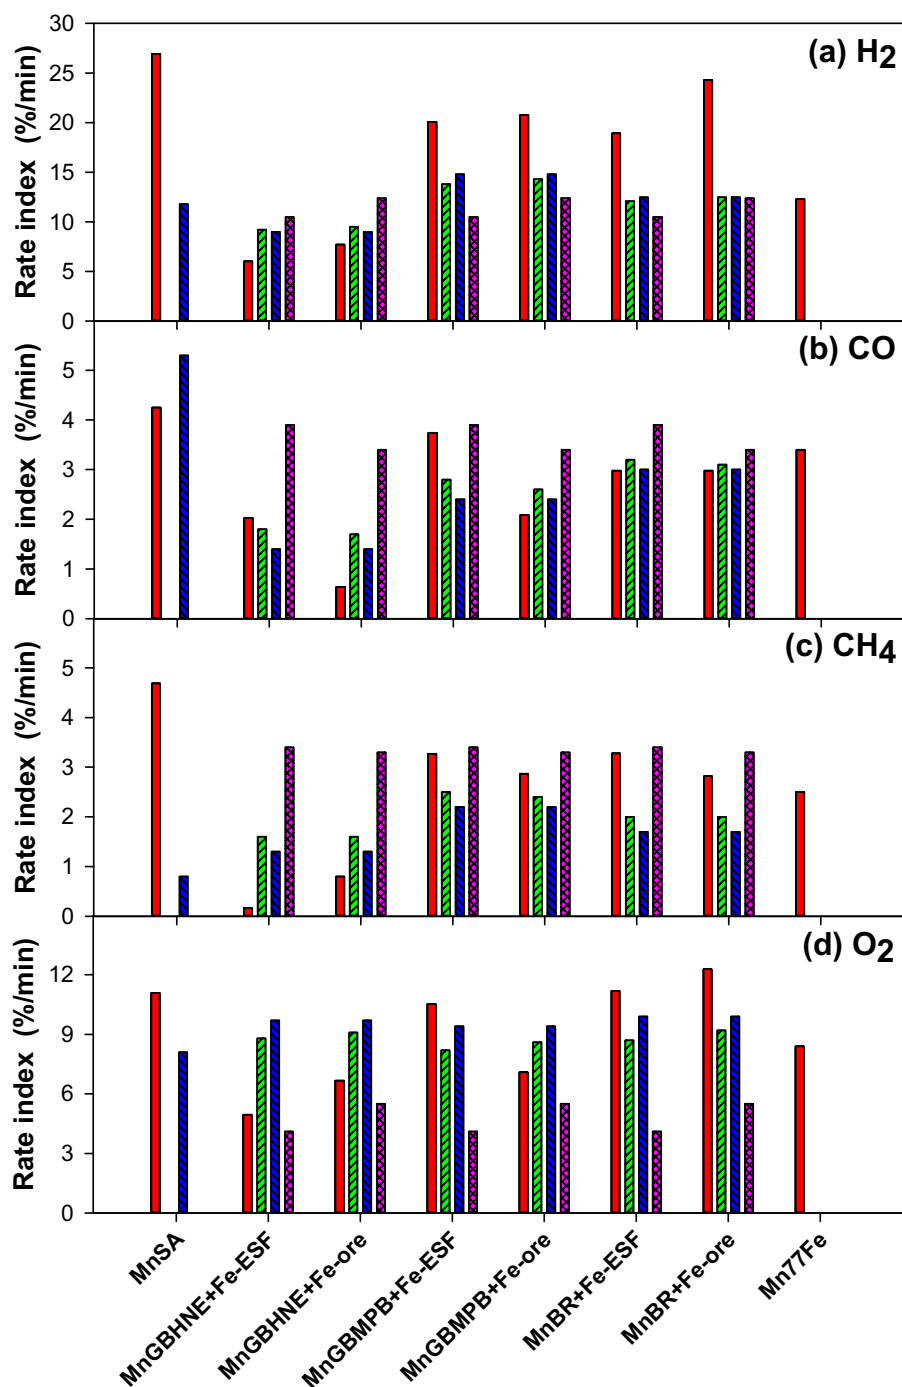 (a) H2
Rate index (%/min)
30
25
20
15
10
5
0
(b) CO
Rate index (%/min)
5
4
3
2
1
0
(c) CH4
Rate index (%/min)
5
4
3
2
1
0
(d) O2
Rate index (%/min)
12
9
6
3
0
MnSA
MnGBHNE+Fe-ESF
MnGBHNE+Fe-ore
MnGBMPB+Fe-ESF
MnGBMPB+Fe-ore
MnBR+Fe-ESF
MnBR+Fe-ore
Mn77Fe